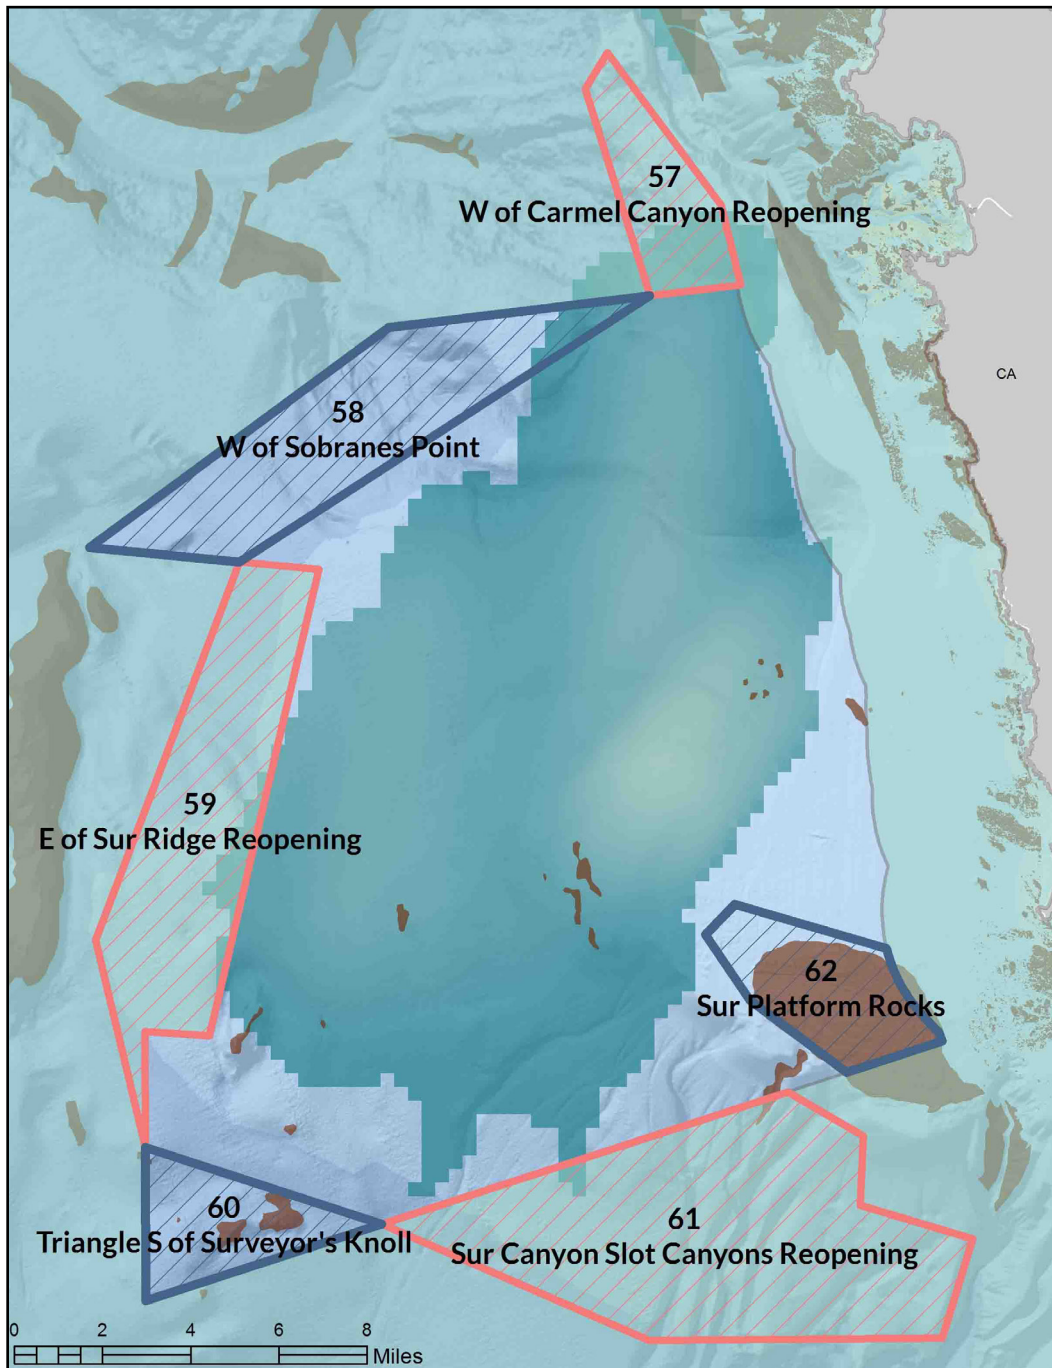 57
W of Carmel Canyon Reopening
CA
58
W of Sobranes Point
59
E of Sur Ridge Reopening
62
Sur Platform Rocks
60
Triangle S of Surveyor's Knoll
61
Sur Canyon Slot Canyons Reopening
0 2 4 6 8
Miles